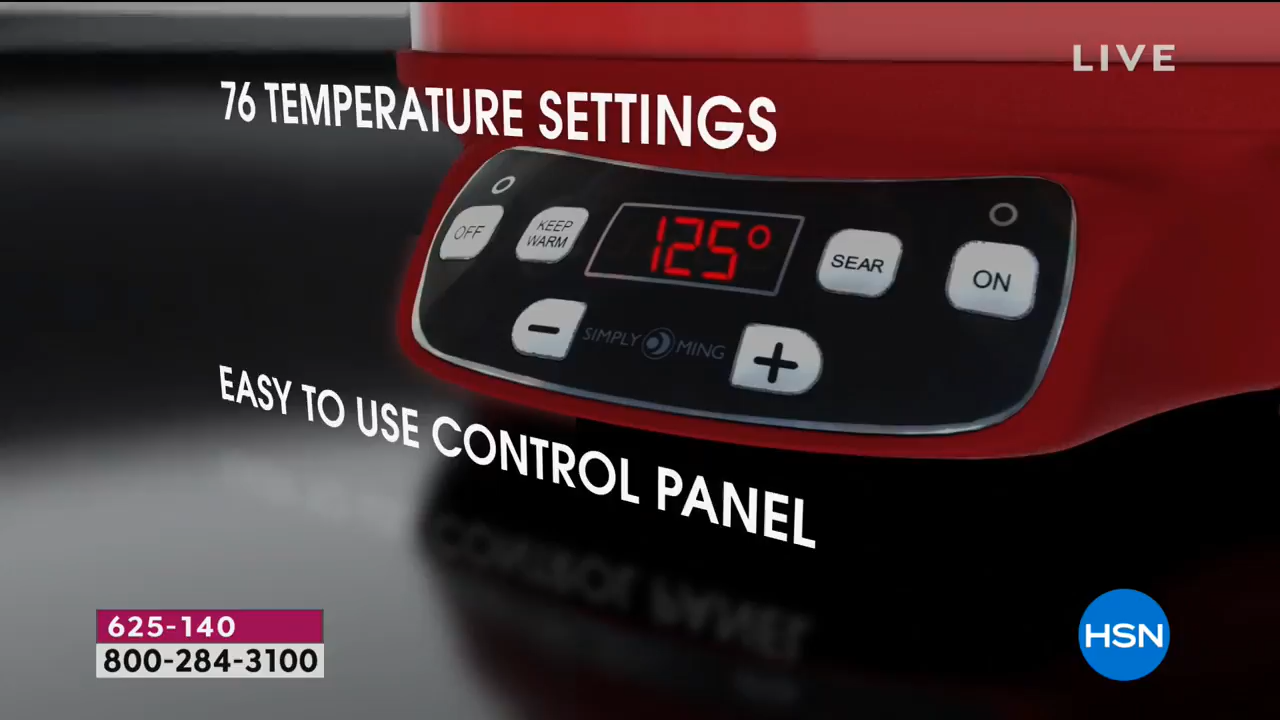 LIVE
76 TEMPERATURE SETTINGS
OFF
KEEP
WARM
125°
SEAR
ON
SIMPLY MING
EASY TO USE CONTROL PANEL
625-140
800-284-3100
HSN